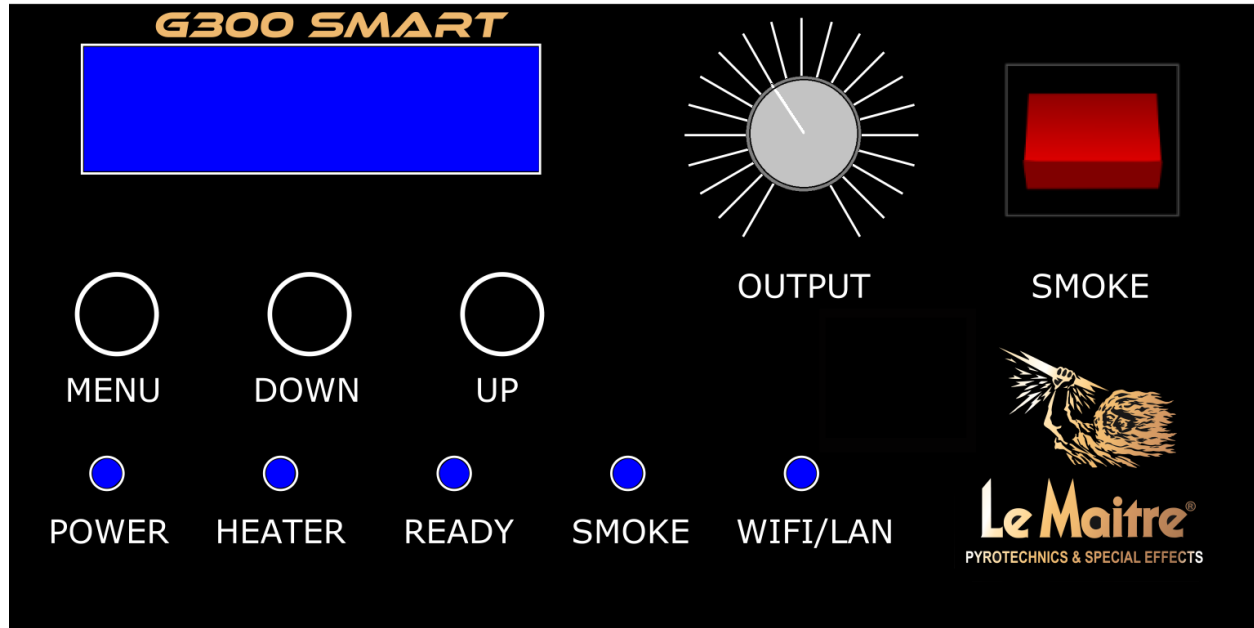 G300 SMART
OUTPUT
SMOKE
MENU
DOWN
UP
POWER
HEATER
READY
SMOKE
WIFI/LAN
Le Maitre®
PYROTECHNICS & SPECIAL EFFECTS